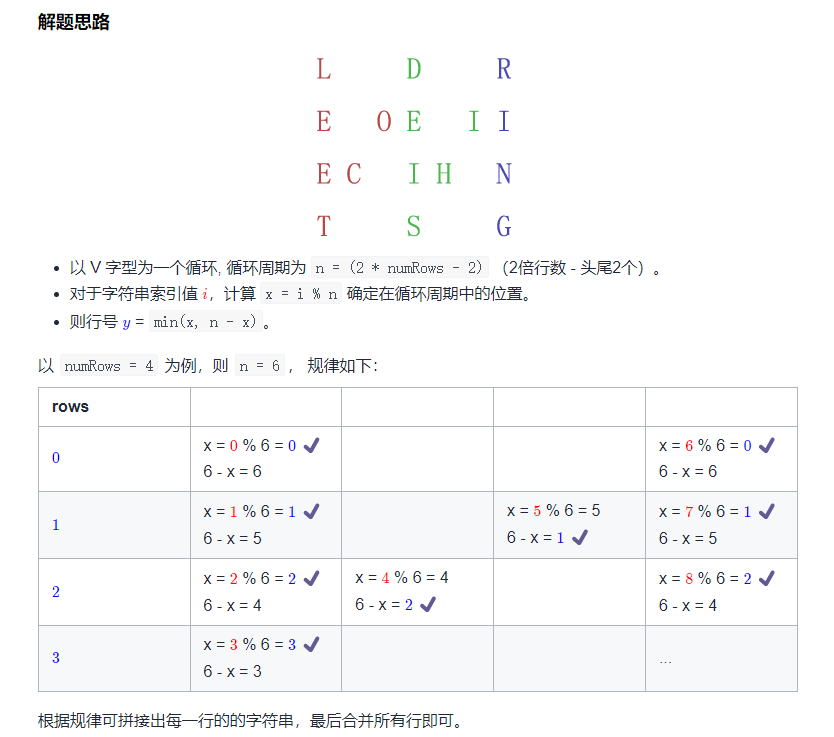 解题思路
L D R
E O E I I
E C I H N
T S G
以 V 字型为一个循环, 循环周期为 n = (2 * numRows - 2) （2倍行数 - 头尾2个）。
对于字符串索引值 i，计算 x = i % n 确定在循环周期中的位置。
则行号 y = min(x, n - x) 。
以 numRows = 4 为例，则 n = 6 ， 规律如下：
rows
0 x = 0 % 6 = 0 ✔ x = 6 % 6 = 0 ✔
6 - x = 6 6 - x = 6
1 x = 1 % 6 = 1 ✔ x = 5 % 6 = 5 x = 7 % 6 = 1 ✔
6 - x = 5 6 - x = 1 ✔ 6 - x = 5
2 x = 2 % 6 = 2 ✔ x = 4 % 6 = 4 x = 8 % 6 = 2 ✔
6 - x = 4 6 - x = 2 ✔ 6 - x = 4
3 x = 3 % 6 = 3 ✔ ...
6 - x = 3
根据规律可拼接出每一行的的字符串，最后合并所有行即可。